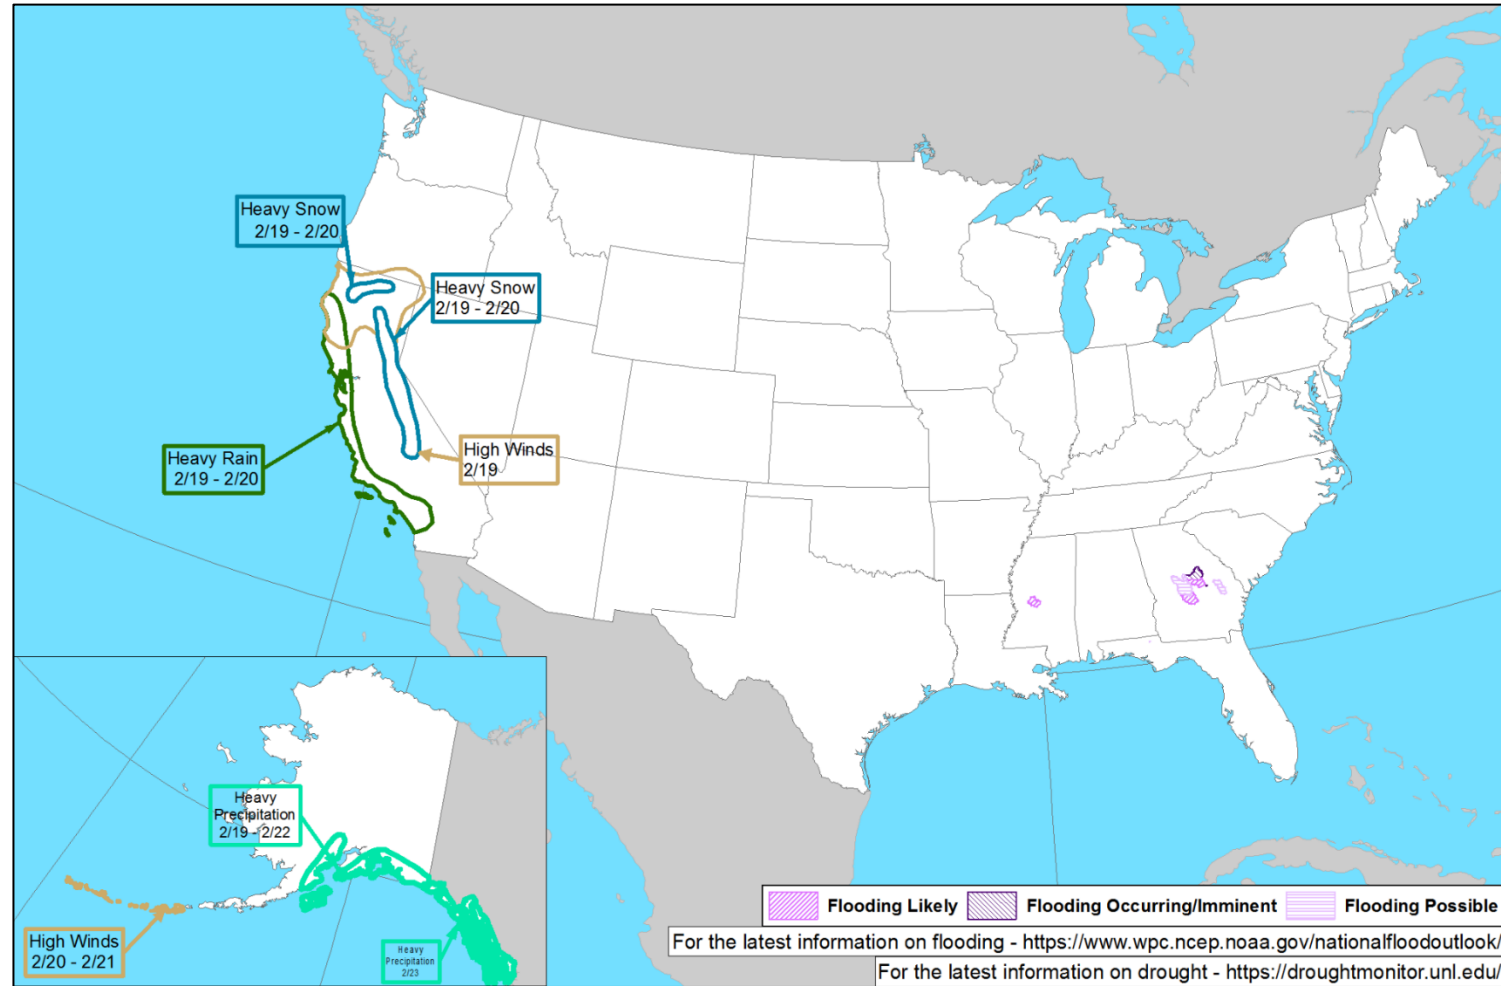 Heavy Snow
2/19 - 2/20
Heavy Snow
2/19 - 2/20
Heavy Rain
2/19 - 2/20
High Winds
2/19
Heavy
Precipitation
2/19 - 2/22
High Winds
2/20 - 2/21
Heavy
Precipitation
2/23
Flooding Likely
Flooding Occurring/Imminent
Flooding Possible
For the latest information on flooding - https://www.wpc.ncep.noaa.gov/nationalfloodoutlook/
For the latest information on drought - https://droughtmonitor.unl.edu/